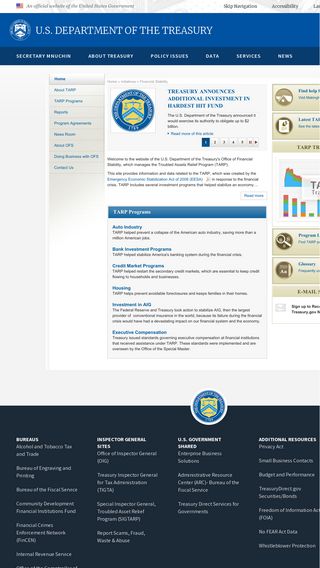 An official website of the United States Government
Skip Navigation
Accessibility
U.S. DEPARTMENT OF THE TREASURY
SECRETARY MNUCHIN
ABOUT TREASURY
POLICY ISSUES
DATA
SERVICES
NEWS
Home
About TARP
TARP Programs
Reports
Program Agreements
News Room
About OFS
Doing Business with OFS
Contact Us
Home » Initiatives » Financial Stability
TREASURY ANNOUNCES
ADDITIONAL INVESTMENT IN
HARDEST HIT FUND
The U.S. Department of the Treasury announced it
would exercise its authority to obligate up to $2
billion.
Read more of this article
1 2 3 4 5
Welcome to the website of the U.S. Department of the Treasury's Office of Financial
Stability, which manages the Troubled Assets Relief Program (TARP).
This site provides information and data related to the TARP, which was created by the
Emergency Economic Stabilization Act of 2008 (EESA) in response to the financial
crisis. TARP includes several investment programs that helped stabilize an economy ...
Read more
TARP Programs
Auto Industry
TARP helped prevent a collapse of the American auto industry, saving more than a
million American jobs.
Bank Investment Programs
TARP helped stabilize America's banking system during the financial crisis.
Credit Market Programs
TARP helped restart the secondary credit markets, which are essential to keep credit
flowing to households and businesses.
Housing
TARP helps prevent avoidable foreclosures and keeps families in their homes.
Investment in AIG
The Federal Reserve and Treasury took action to stabilize AIG, then the largest
provider of conventional insurance in the world, because its failure during the financial
crisis would have had a devastating impact on our financial system and the economy.
Executive Compensation
Treasury issued standards governing executive compensation at financial institutions
that received assistance under TARP. These standards were implemented and are
overseen by the Office of the Special Master.
Find help f
Visit Making
Latest TA
See the lates
TARP TR
Program L
Find support
Glossary
Frequently us
E-MAIL S
Sign up to Rec
Treasury.gov N
BUREAUS
Alcohol and Tobacco Tax
and Trade
Bureau of Engraving and
Printing
Bureau of the Fiscal Service
Community Development
Financial Institutions Fund
Financial Crimes
Enforcement Network
(FinCEN)
Internal Revenue Service
INSPECTOR GENERAL
SITES
Office of Inspector General
(OIG)
Treasury Inspector General
for Tax Administration
(TIGTA)
Special Inspector General,
Troubled Asset Relief
Program (SIGTARP)
Report Scams, Fraud,
Waste & Abuse
U.S. GOVERNMENT
SHARED
Enterprise Business
Solutions
Administrative Resource
Center (ARC)- Bureau of the
Fiscal Service
Treasury Direct Services for
Governments
ADDITIONAL RESOURCES
Privacy Act
Small Business Contacts
Budget and Performance
TreasuryDirect.gov
Securities/Bonds
Freedom of Information Act
(FOIA)
No FEAR Act Data
Whistleblower Protection